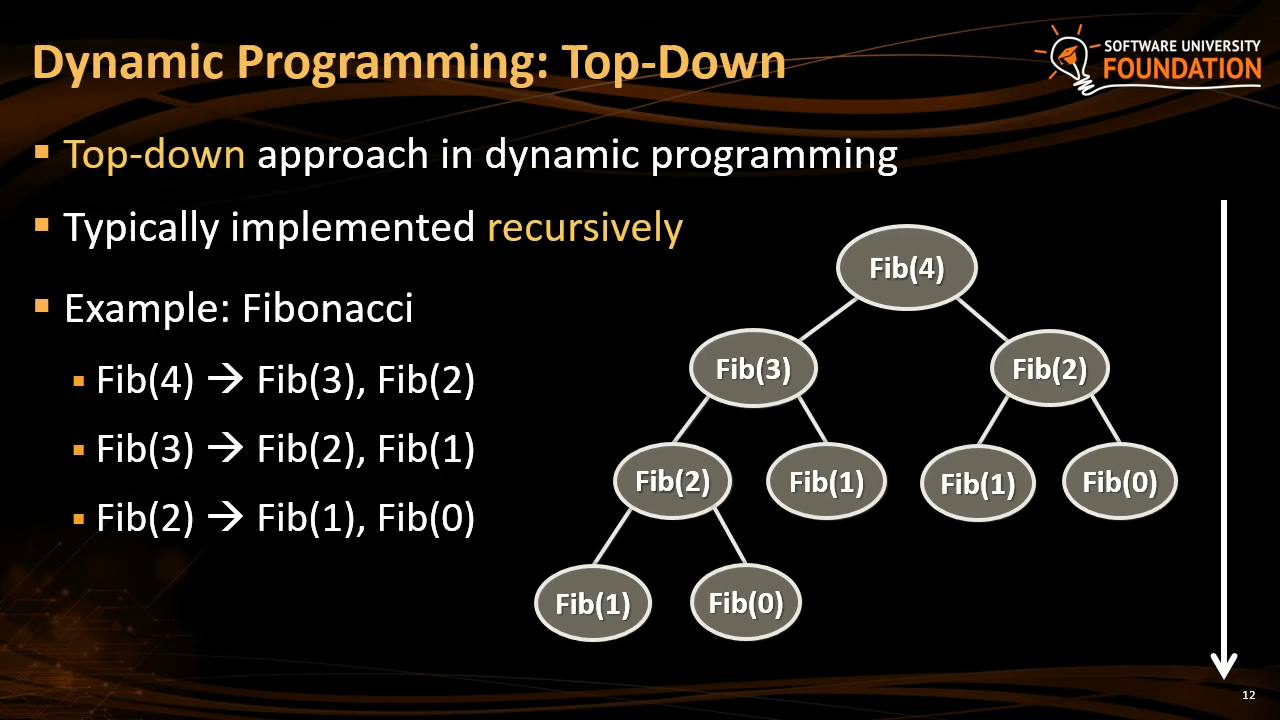 Dynamic Programming: Top-Down
SOFTWARE UNIVERSITY
FOUNDATION
▪ Top-down approach in dynamic programming
▪ Typically implemented recursively
▪ Example: Fibonacci
▪ Fib(4) → Fib(3), Fib(2)
▪ Fib(3) → Fib(2), Fib(1)
▪ Fib(2) → Fib(1), Fib(0)
Fib(4)
Fib(3)
Fib(2)
Fib(2)
Fib(1)
Fib(1)
Fib(0)
Fib(1)
Fib(0)
12